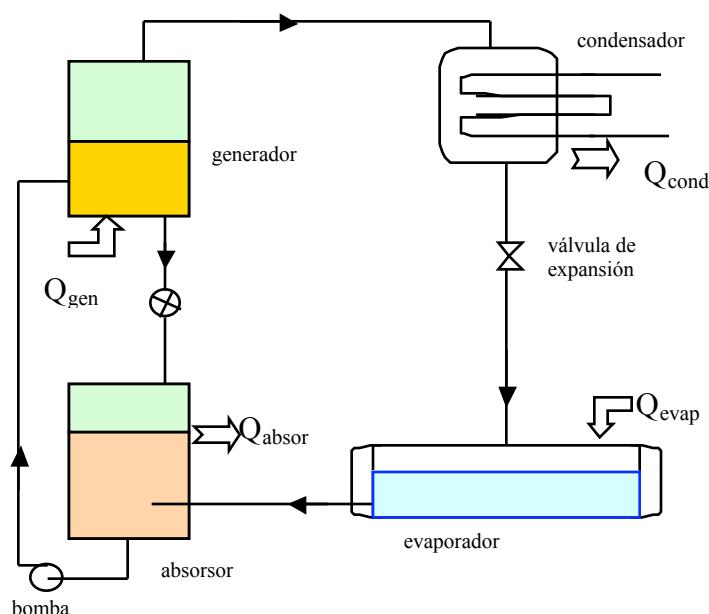 condensador
generador
Qcond
válvula de
expansión
Qgen
Qevap
Qabsor
evaporador
absorsor
bomba